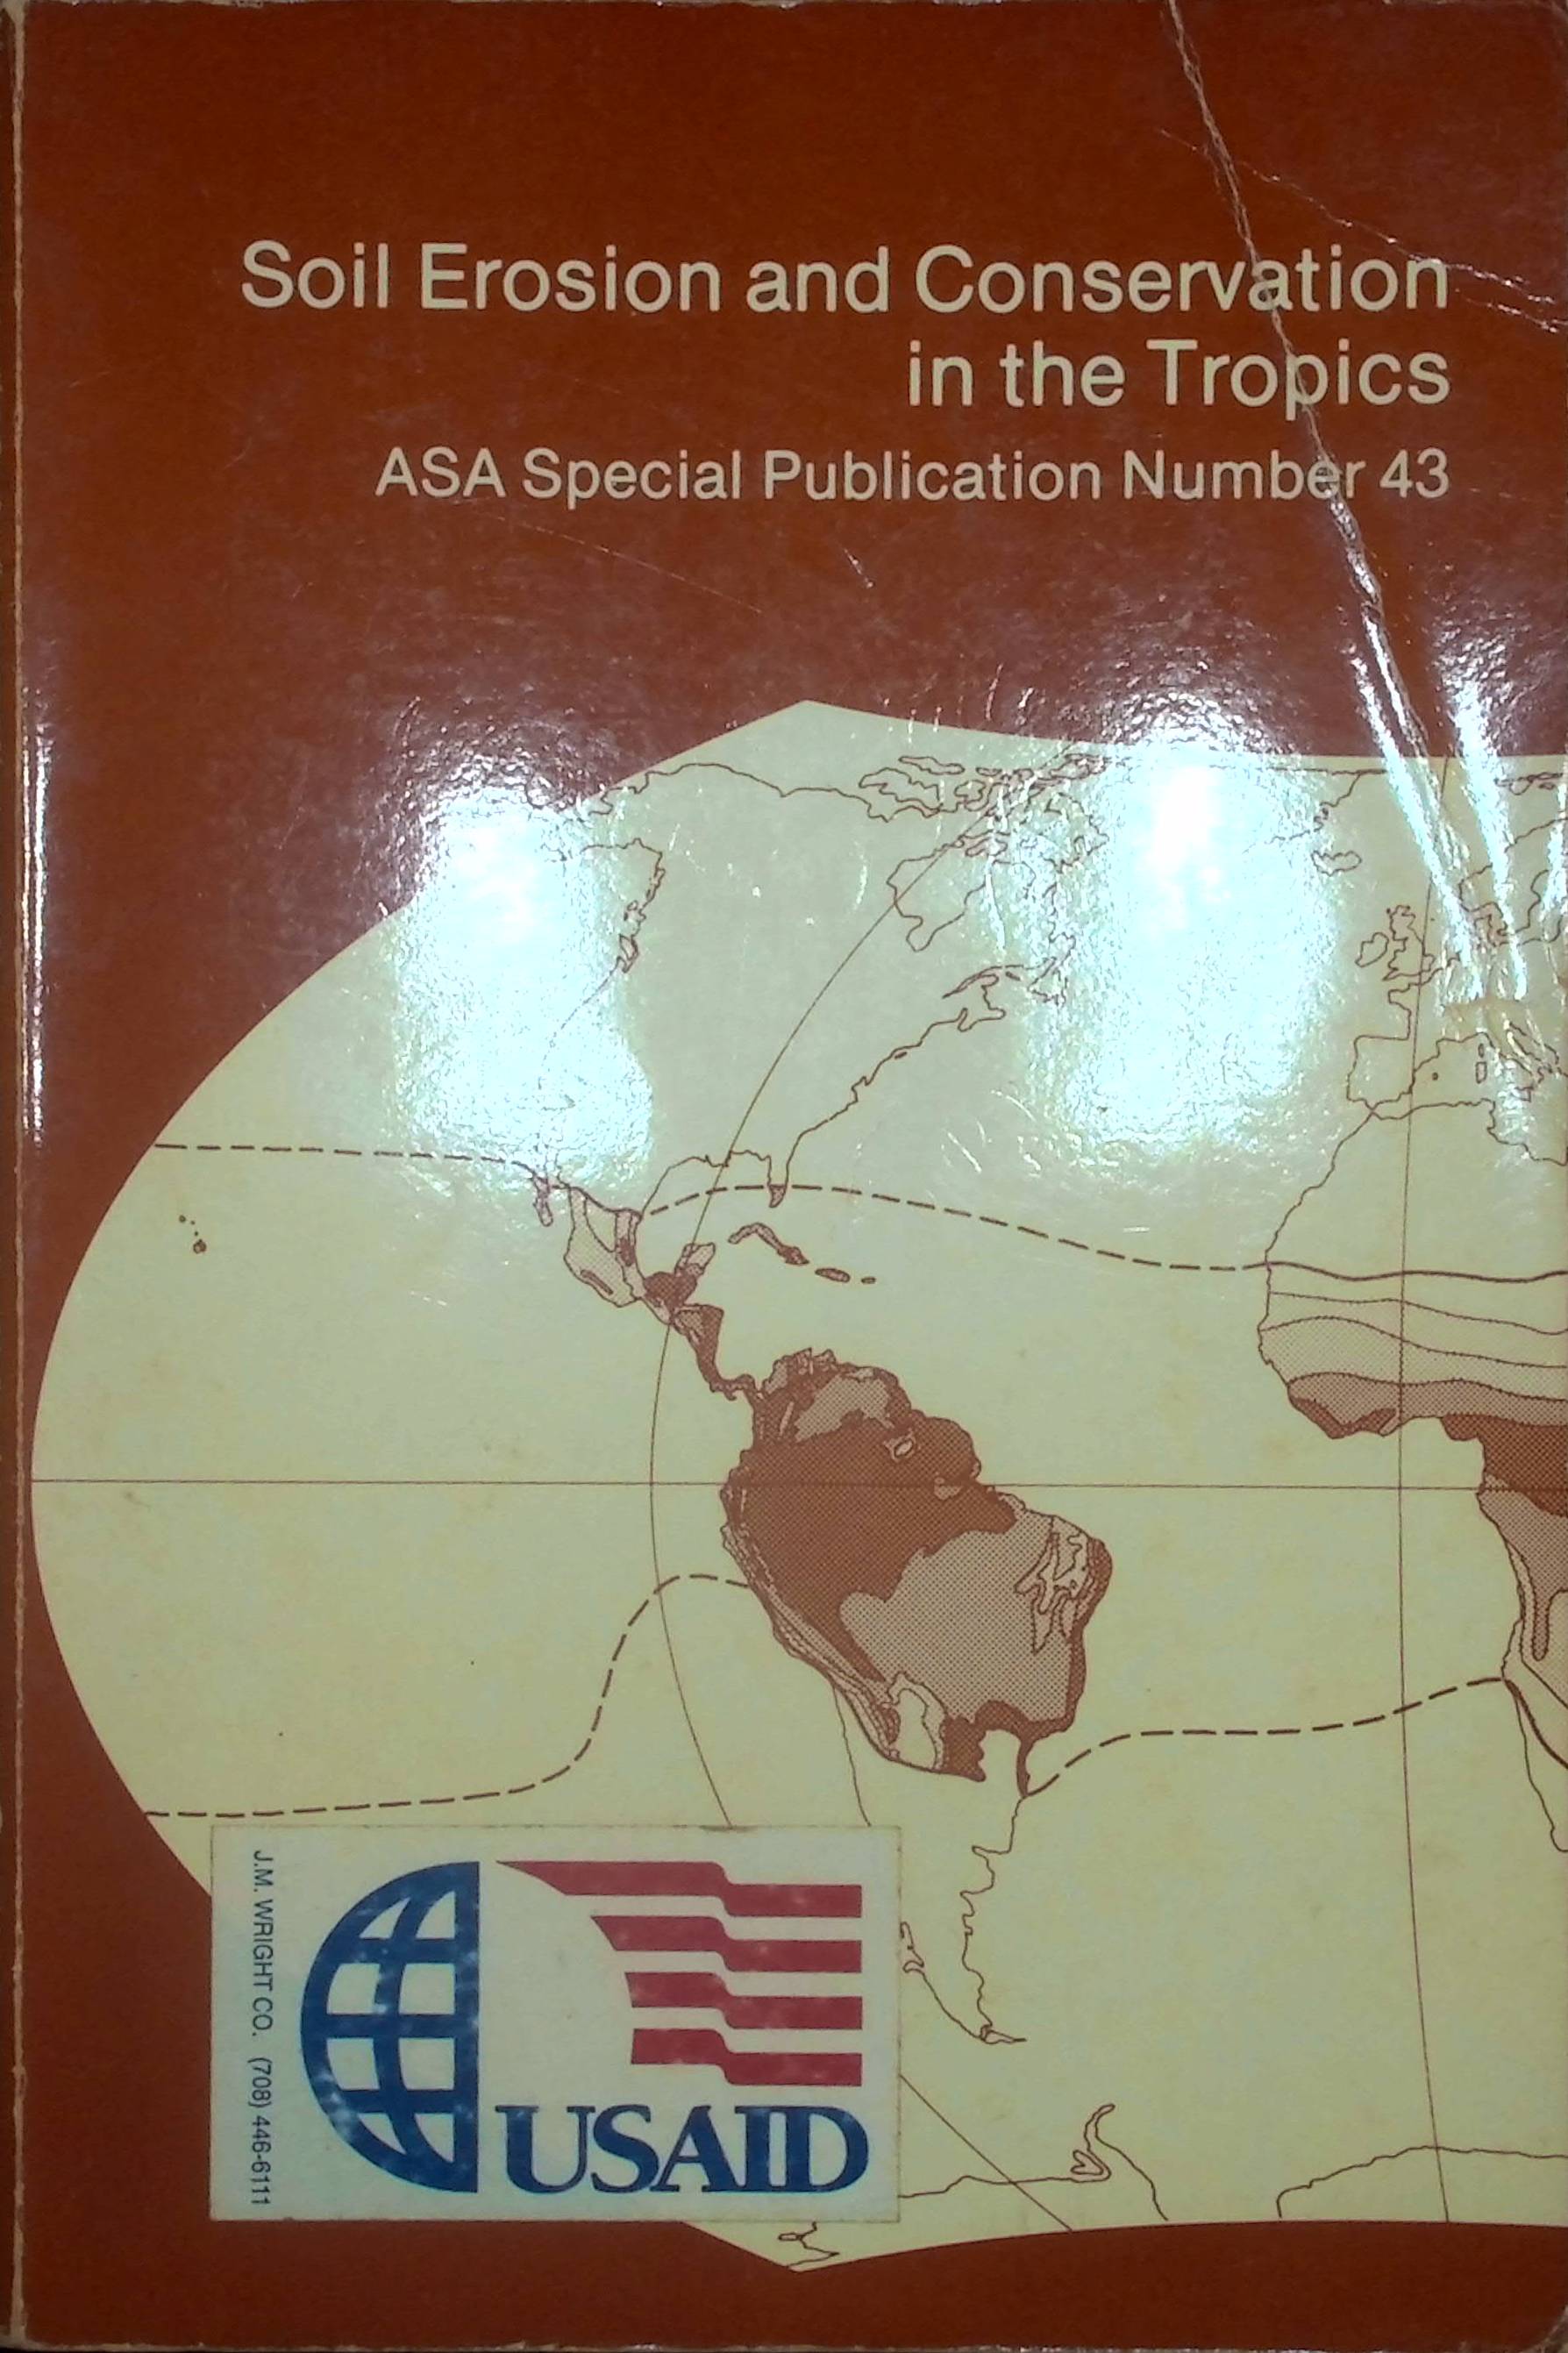 Soil Erosion and Conservation
in the Tropics
ASA Special Publication Number 43
J.M. WRIGHT CO. (708) 446-6111
USAID